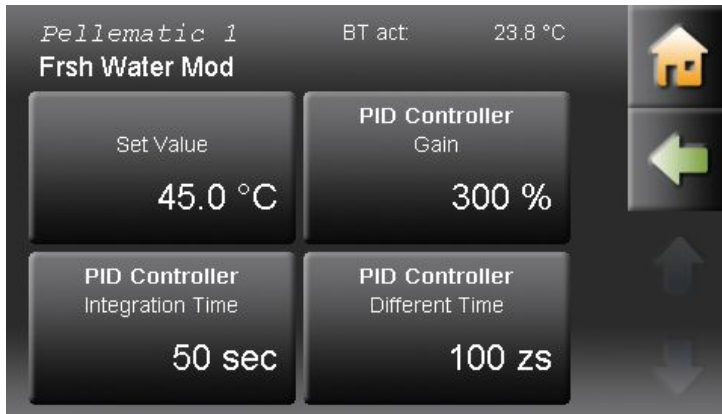 Pellematic 1 BT act: 23.8 °C
Frsh Water Mod
Set Value
45.0 °C
PID Controller
Gain
300 %
PID Controller
Integration Time
50 sec
PID Controller
Different Time
100 zs